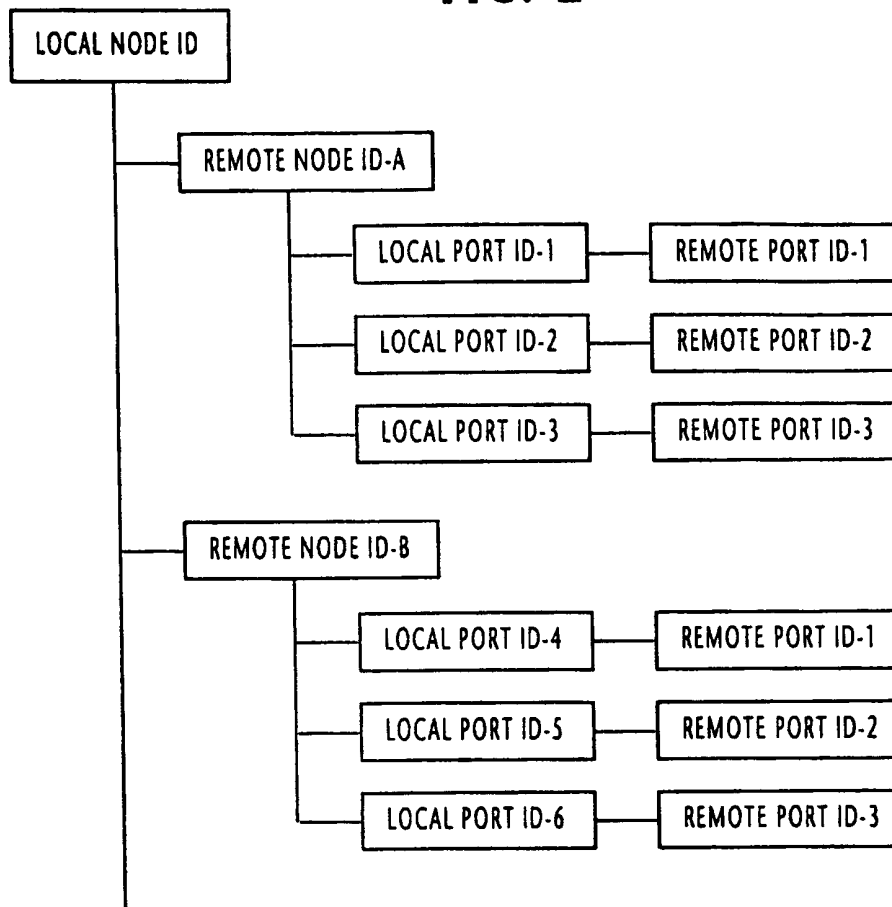 LOCAL NODE ID
REMOTE NODE ID-A
LOCAL PORT ID-1 REMOTE PORT ID-1
LOCAL PORT ID-2 REMOTE PORT ID-2
LOCAL PORT ID-3 REMOTE PORT ID-3
REMOTE NODE ID-B
LOCAL PORT ID-4 REMOTE PORT ID-1
LOCAL PORT ID-5 REMOTE PORT ID-2
LOCAL PORT ID-6 REMOTE PORT ID-3